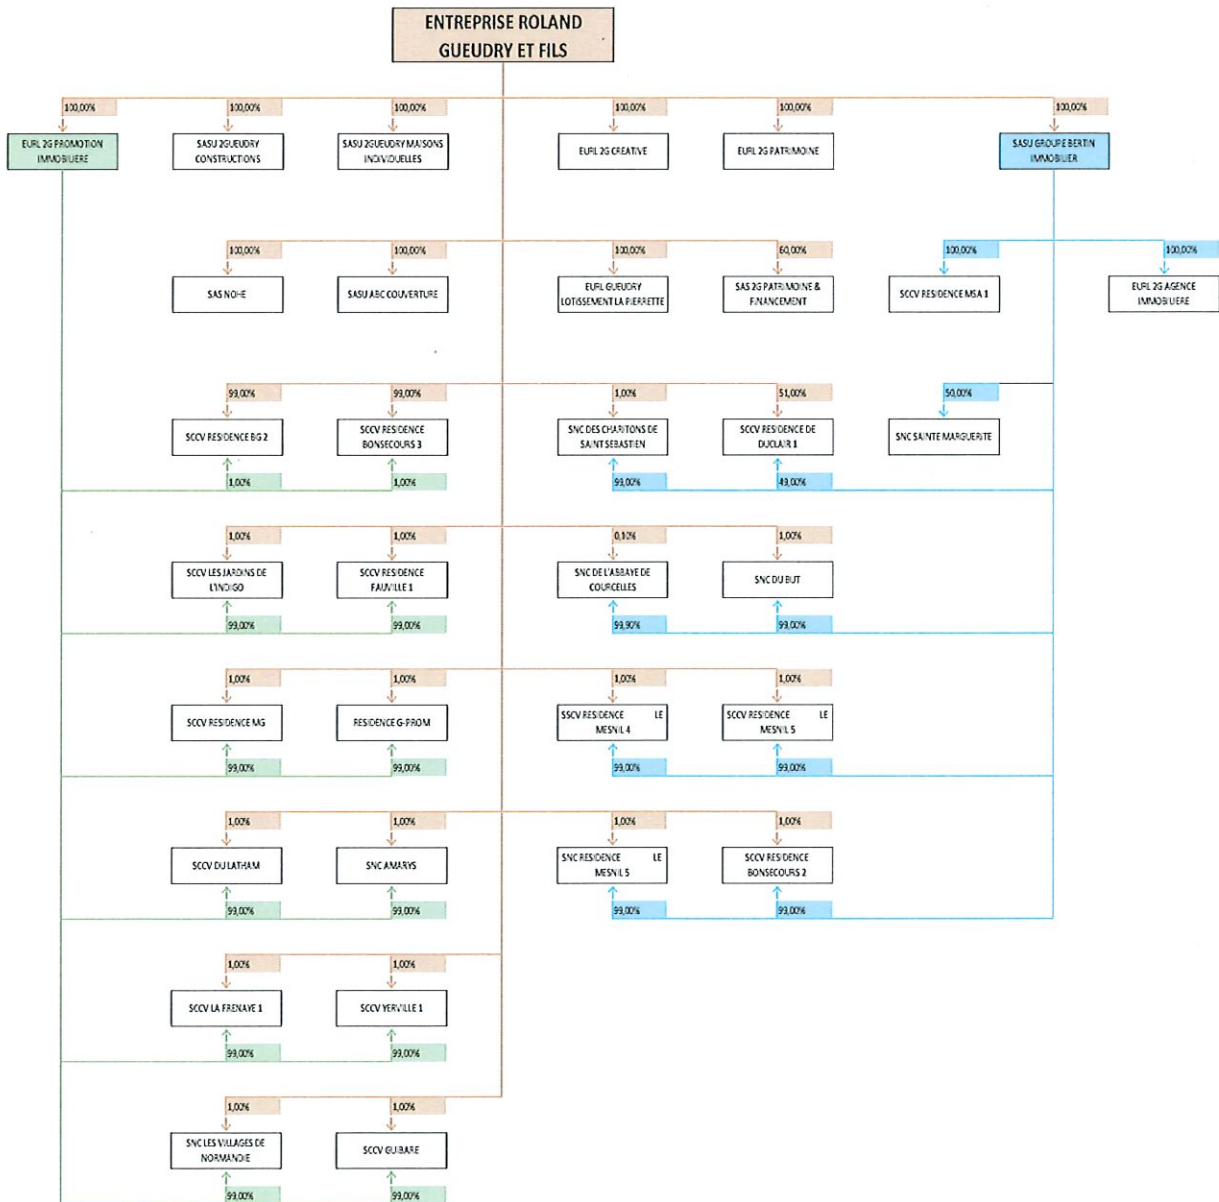 ENTREPRISE ROLAND
GUEUDRY ET FILS
100,00%
100,00%
100,00%
100,00%
100,00%
100,00%
EURL 2G PROMOTION
IMMOBILIERE
SASU 2GUEUDRY
CONSTRUCTIONS
SASU 2GUEUDRY MAISONS
INDIVIDUELLES
EURL 2G CREATIVE
EURL 2G PATRIMOINE
SASU GROUPE BERTIN
IMMOBILIER
100,00%
100,00%
100,00%
60,00%
100,00%
100,00%
SAS NOHE
SASU ABC COUVERTURE
EURL GUEUDRY
LOTISSEMENT LA PIERRETTE
SAS 2G PATRIMOINE &
FINANCEMENT
SCCV RESIDENCE MSA 1
EURL 2G AGENCE
IMMOBILIERE
99,00%
99,00%
1,00%
51,00%
50,00%
SCCV RESIDENCE BG 2
SCCV RESIDENCE
BONSECOURS 3
SNC DES CHARITONS DE
SAINT SEBASTIEN
SCCV RESIDENCE DE
DUCLAIR 1
SNC SAINTE MARGUERITE
1,00%
1,00%
99,00%
49,00%
1,00%
1,00%
0,10%
1,00%
SCCV LES JARDINS DE
L'INDIGO
SCCV RESIDENCE
FAUVILLE 1
SNC DE L'ABBAYE DE
COURCELLES
SNC DU BUT
99,00%
99,00%
99,90%
99,00%
1,00%
1,00%
1,00%
1,00%
SCCV RESIDENCE MG
RESIDENCE G-PROM
SSCV RESIDENCE LE
MESNIL 4
SCCV RESIDENCE LE
MESNIL 5
99,00%
99,00%
99,00%
99,00%
1,00%
1,00%
1,00%
1,00%
SCCV DU LATHAM
SNC AMARYS
SNC RESIDENCE LE
MESNIL 5
SCCV RESIDENCE
BONSECOURS 2
99,00%
99,00%
99,00%
99,00%
1,00%
1,00%
SCCV LA FRENAYE 1
SCCV YERVILLE 1
99,00%
99,00%
1,00%
1,00%
SNC LES VILLAGES DE
NORMANDIE
SCCV GUIBARE
99,00%
99,00%